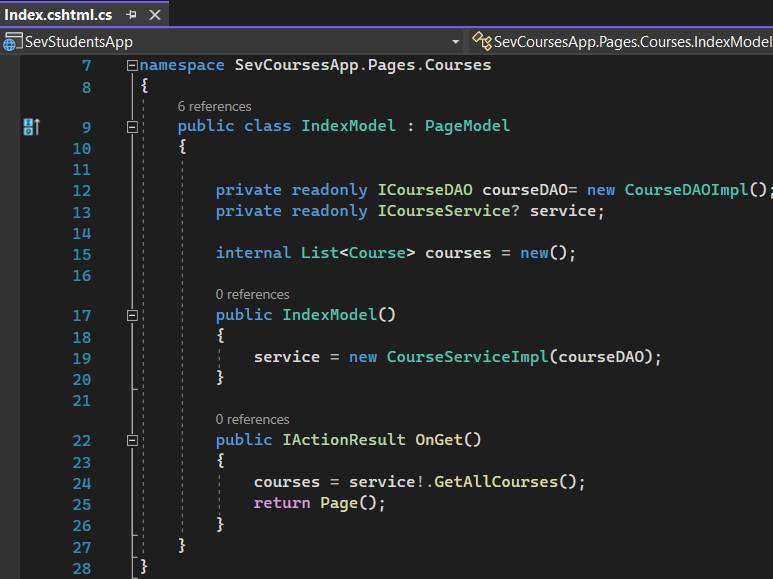 Index.cshtml.cs
SevStudentsApp SevCoursesApp.Pages.Courses.IndexModel
7 namespace SevCoursesApp.Pages.Courses
8 {
6 references
9 public class IndexModel : PageModel
10 {
11
12 private readonly ICourseDAO courseDAO= new CourseDAOImpl();
13 private readonly ICourseService? service;
14
15 internal List<Course> courses = new();
16
0 references
17 public IndexModel()
18 {
19 service = new CourseServiceImpl(courseDAO);
20 }
21
0 references
22 public IActionResult OnGet()
23 {
24 courses = service!.GetAllCourses();
25 return Page();
26 }
27 }
28 }